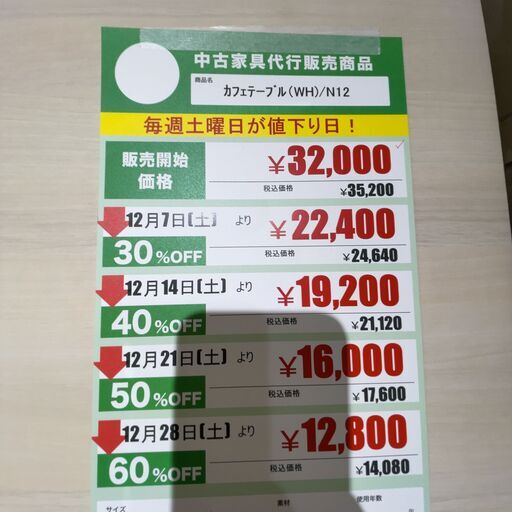 中古家具代行販売商品
商品名
カフェテーブル(WH)/N12
毎週土曜日が値下り日！
販売開始
価格
¥32,000
税込価格 ¥35,200
12月7日(土) より
30%OFF
¥22,400
税込価格 ¥24,640
12月14日(土) より
40%OFF
¥19,200
税込価格 ¥21,120
12月21日(土) より
50%OFF
¥16,000
税込価格 ¥17,600
12月28日(土) より
60%OFF
¥12,800
税込価格 ¥14,080
サイズ 素材 使用年数